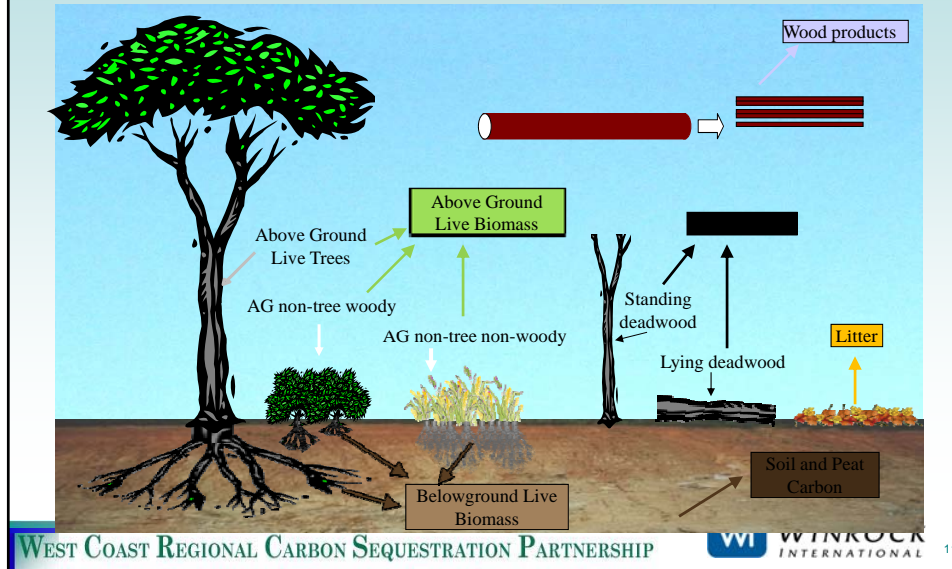 Wood products
Above Ground
Live Biomass
Above Ground
Live Trees
AG non-tree woody
AG non-tree non-woody
Standing
deadwood
Lying deadwood
Litter
Soil and Peat
Carbon
Belowground Live
Biomass
WEST COAST REGIONAL CARBON SEQUESTRATION PARTNERSHIP
WI WINROCK
INTERNATIONAL
1